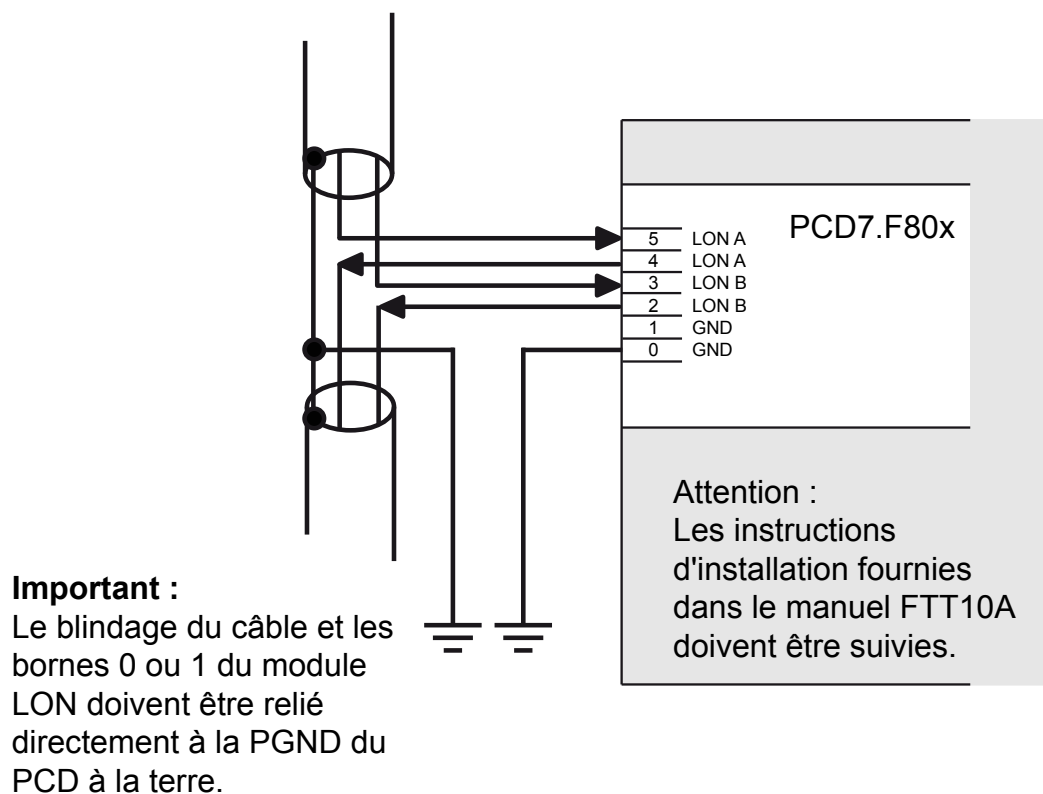 PCD7.F80x
5 LON A
4 LON A
3 LON B
2 LON B
1 GND
0 GND
Attention :
Les instructions
d'installation fournies
dans le manuel FTT10A
doivent être suivies.
Important :
Le blindage du câble et les
bornes 0 ou 1 du module
LON doivent être relié
directement à la PGND du
PCD à la terre.